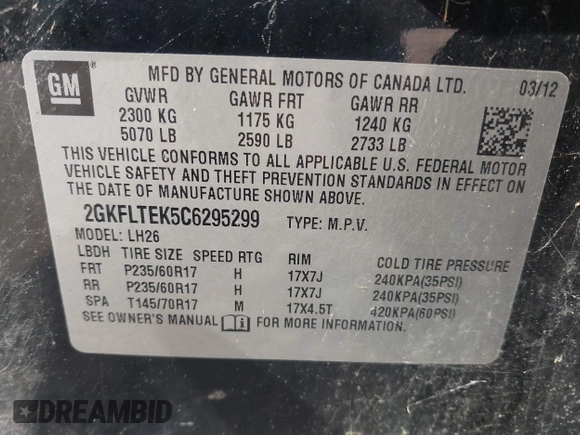 GM ®
MFD BY GENERAL MOTORS OF CANADA LTD. 03/12
GVWR GAWR FRT GAWR RR
2300 KG 1175 KG 1240 KG
5070 LB 2590 LB 2733 LB
THIS VEHICLE CONFORMS TO ALL APPLICABLE U.S. FEDERAL MOTOR
VEHICLE SAFETY AND THEFT PREVENTION STANDARDS IN EFFECT ON
THE DATE OF MANUFACTURE SHOWN ABOVE.
2GKFLTEK5C6295299 TYPE: M.P.V.
MODEL: LH26
LBDH TIRE SIZE SPEED RTG RIM COLD TIRE PRESSURE
FRT P235/60R17 H 17X7J 240KPA(35PSI)
RR P235/60R17 H 17X7J 240KPA(35PSI)
SPA T145/70R17 M 17X4.5T 420KPA(60PSI)
SEE OWNER'S MANUAL FOR MORE INFORMATION.
DREAMBID